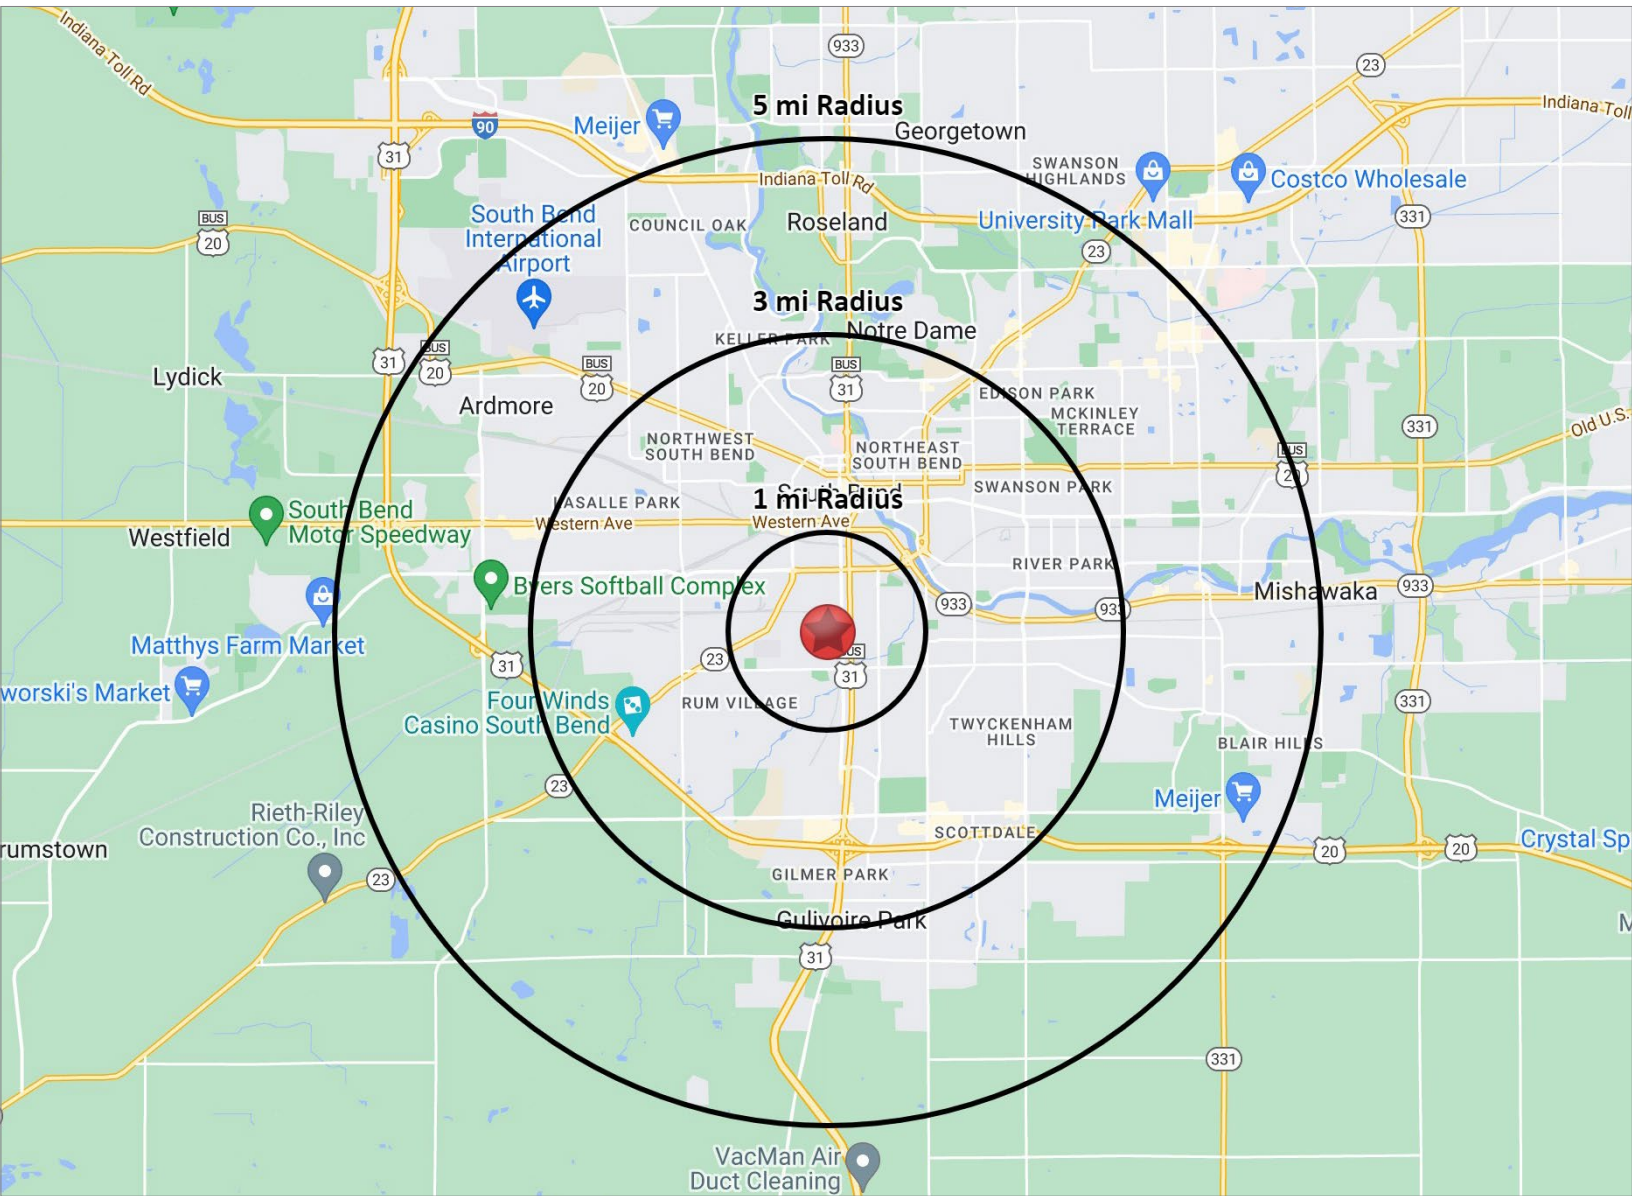 Indiana Toll Rd
933
23
5 mi Radius
Indiana Toll
90
Meijer
Georgetown
31
SWANSON
HIGHLANDS
Indiana Toll Rd
Costco Wholesale
BUS
20
South Bend
International
Airport
COUNCIL OAK
Roseland
University Park Mall
331
23
3 mi Radius
KELLER PARK
Notre Dame
31
BUS
20
BUS
20
BUS
31
Lydick
Ardmore
EDISON PARK
MCKINLEY
TERRACE
331
Old U.S.
NORTHWEST
SOUTH BEND
NORTHEAST
SOUTH BEND
BUS
20
SWANSON PARK
South Bend
1 mi Radius
LASALLE PARK
Western Ave
Western Ave
South Bend
Motor Speedway
Westfield
RIVER PARK
Byers Softball Complex
Mishawaka
933
933
933
Matthys Farm Market
31
23
BUS
31
worski's Market
Four Winds
Casino South Bend
RUM VILLAGE
331
TWYCKENHAM
HILLS
BLAIR HILLS
23
Meijer
Rieth-Riley
Construction Co., Inc
SCOTTDALE
rumstown
20
20
Crystal Sp
23
GILMER PARK
Gulivoire Park
M
31
331
VacMan Air
Duct Cleaning